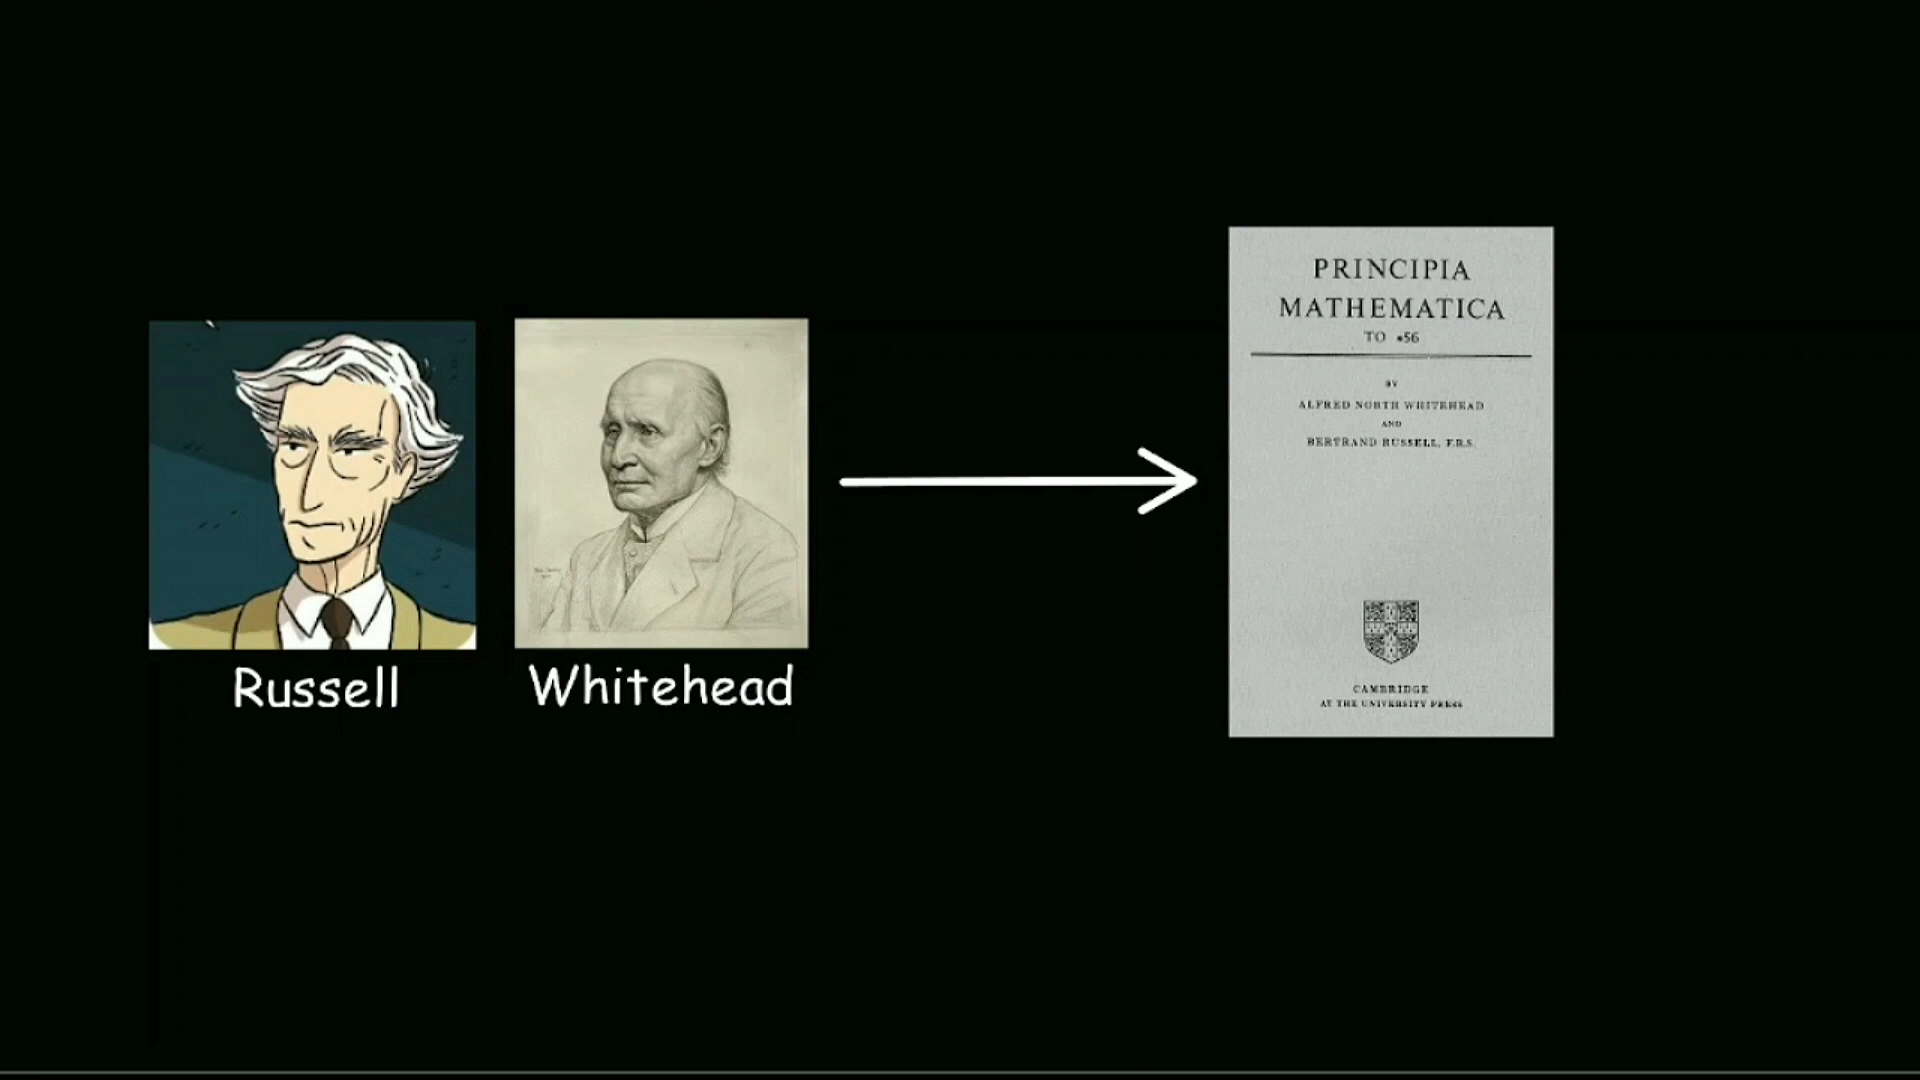 Russell
Whitehead
PRINCIPIA
MATHEMATICA
TO *56
BY
ALFRED NORTH WHITEHEAD
AND
BERTRAND RUSSELL, F.R.S.
CAMBRIDGE
AT THE UNIVERSITY PRESS